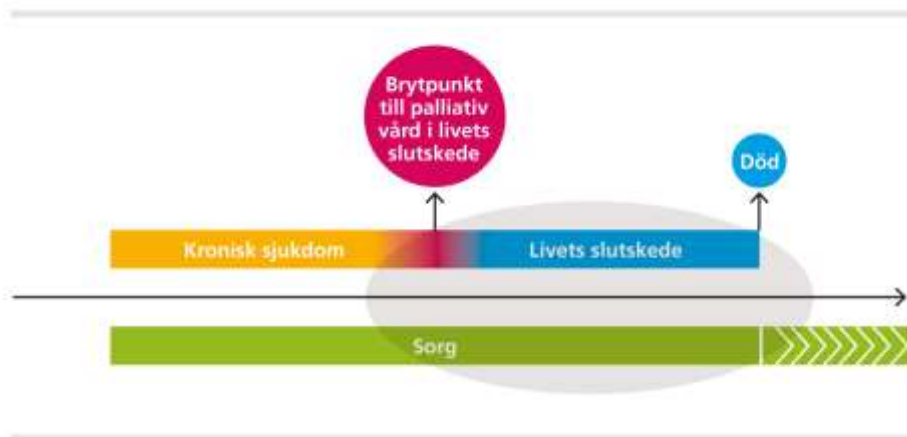 Brytpunkt
till palliativ
vård i livets
slutskede
Död
Kronisk sjukdom
Livets slutskede
Sorg